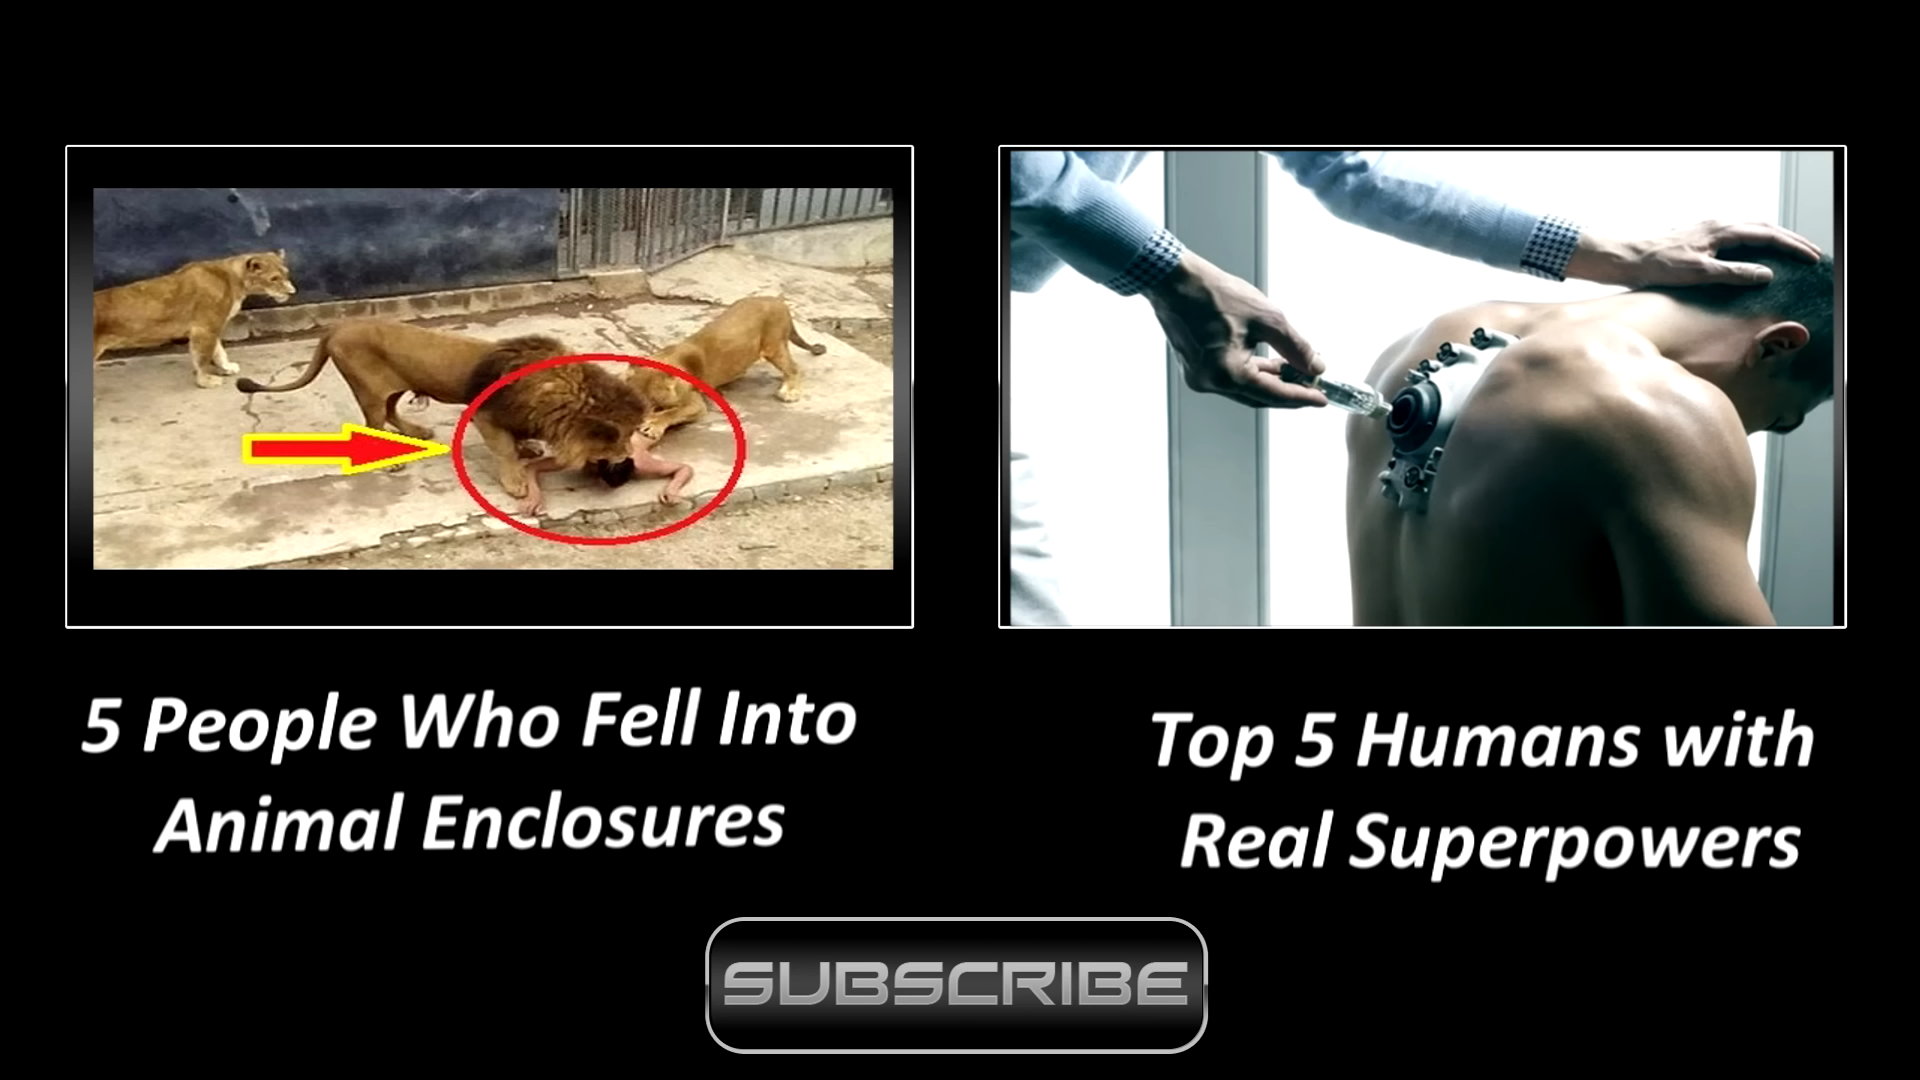 5 People Who Fell Into
Animal Enclosures
Top 5 Humans with
Real Superpowers
SUBSCRIBE